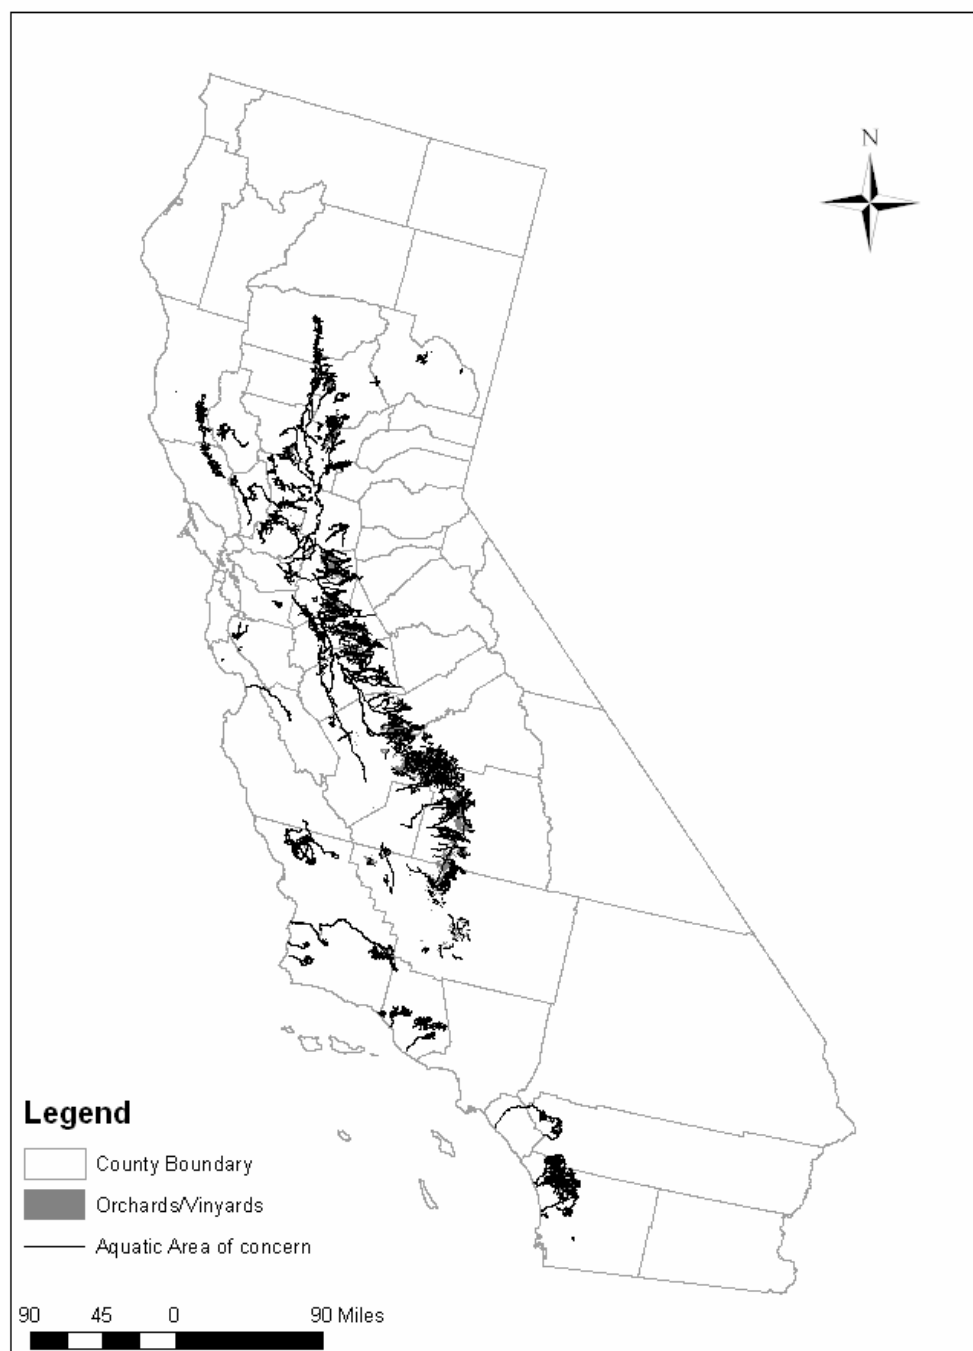 N
Legend
County Boundary
Orchards/Vinyards
Aquatic Area of concern
90 45 0 90 Miles